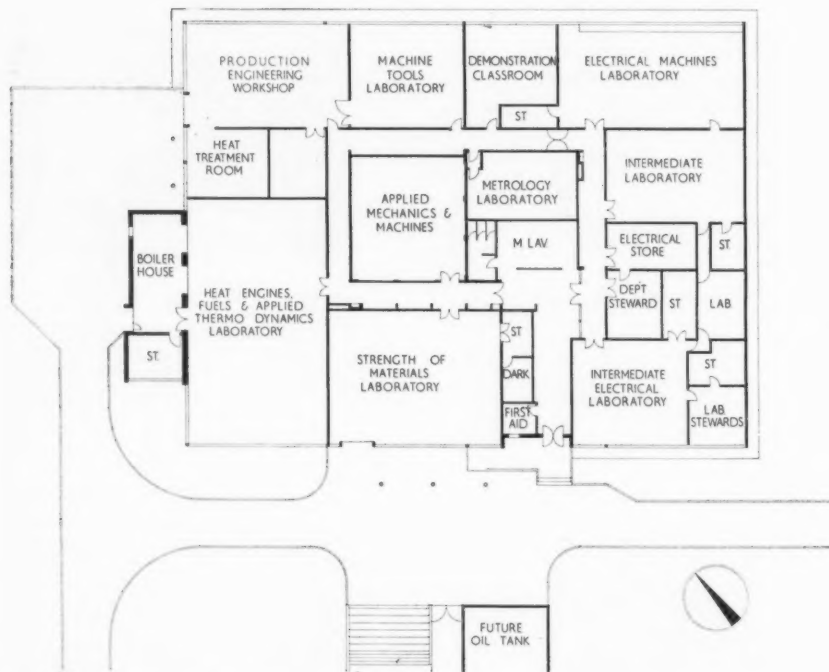 PRODUCTION
ENGINEERING
WORKSHOP
MACHINE
TOOLS
LABORATORY
DEMONSTRATION
CLASSROOM
ELECTRICAL MACHINES
LABORATORY
ST.
HEAT
TREATMENT
ROOM
INTERMEDIATE
LABORATORY
APPLIED
MECHANICS &
MACHINES
METROLOGY
LABORATORY
M. LAV.
ELECTRICAL
STORE
ST.
BOILER
HOUSE
HEAT ENGINES,
FUELS & APPLIED
THERMO DYNAMICS
LABORATORY
DEPT
STEWARD
ST.
LAB.
ST.
STRENGTH OF
MATERIALS
LABORATORY
ST.
DARK
FIRST
AID
INTERMEDIATE
ELECTRICAL
LABORATORY
ST.
LAB.
STEWARDS
FUTURE
OIL TANK